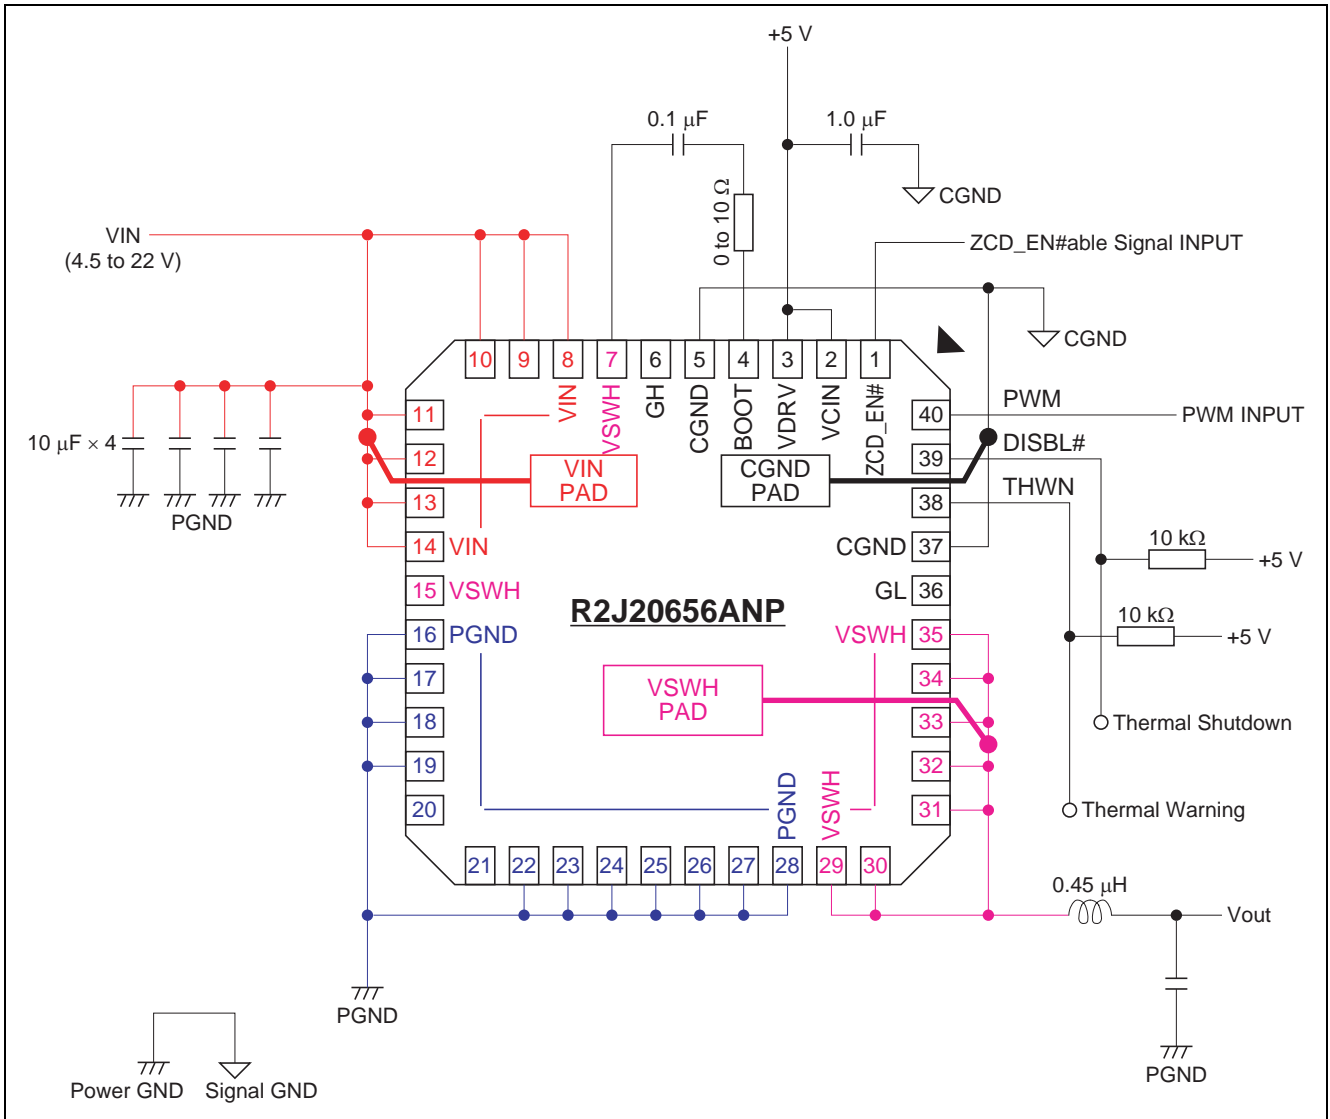 +5 V
0.1 µF
1.0 µF
CGND
0 to 10 Ω
VIN
(4.5 to 22 V)
ZCD_EN#able Signal INPUT
CGND
10 9 8 7 6 5 4 3 2 1
VIN
VSWH
GH
CGND
BOOT
VDRV
VCIN
ZCD_EN#
11
12
13
14 VIN
15 VSWH
16 PGND
17
18
19
20
10 µF × 4
PGND
VIN
PAD
CGND
PAD
PWM
40
PWM INPUT
DISBL#
39
THWN
38
CGND 37
GL 36
VSWH 35
34
33
32
31
10 kΩ
+5 V
10 kΩ
+5 V
R2J20656ANP
VSWH
PAD
Thermal Shutdown
Thermal Warning
PGND
VSWH
21 22 23 24 25 26 27 28 29 30
0.45 µH
Vout
PGND
PGND
Power GND
Signal GND